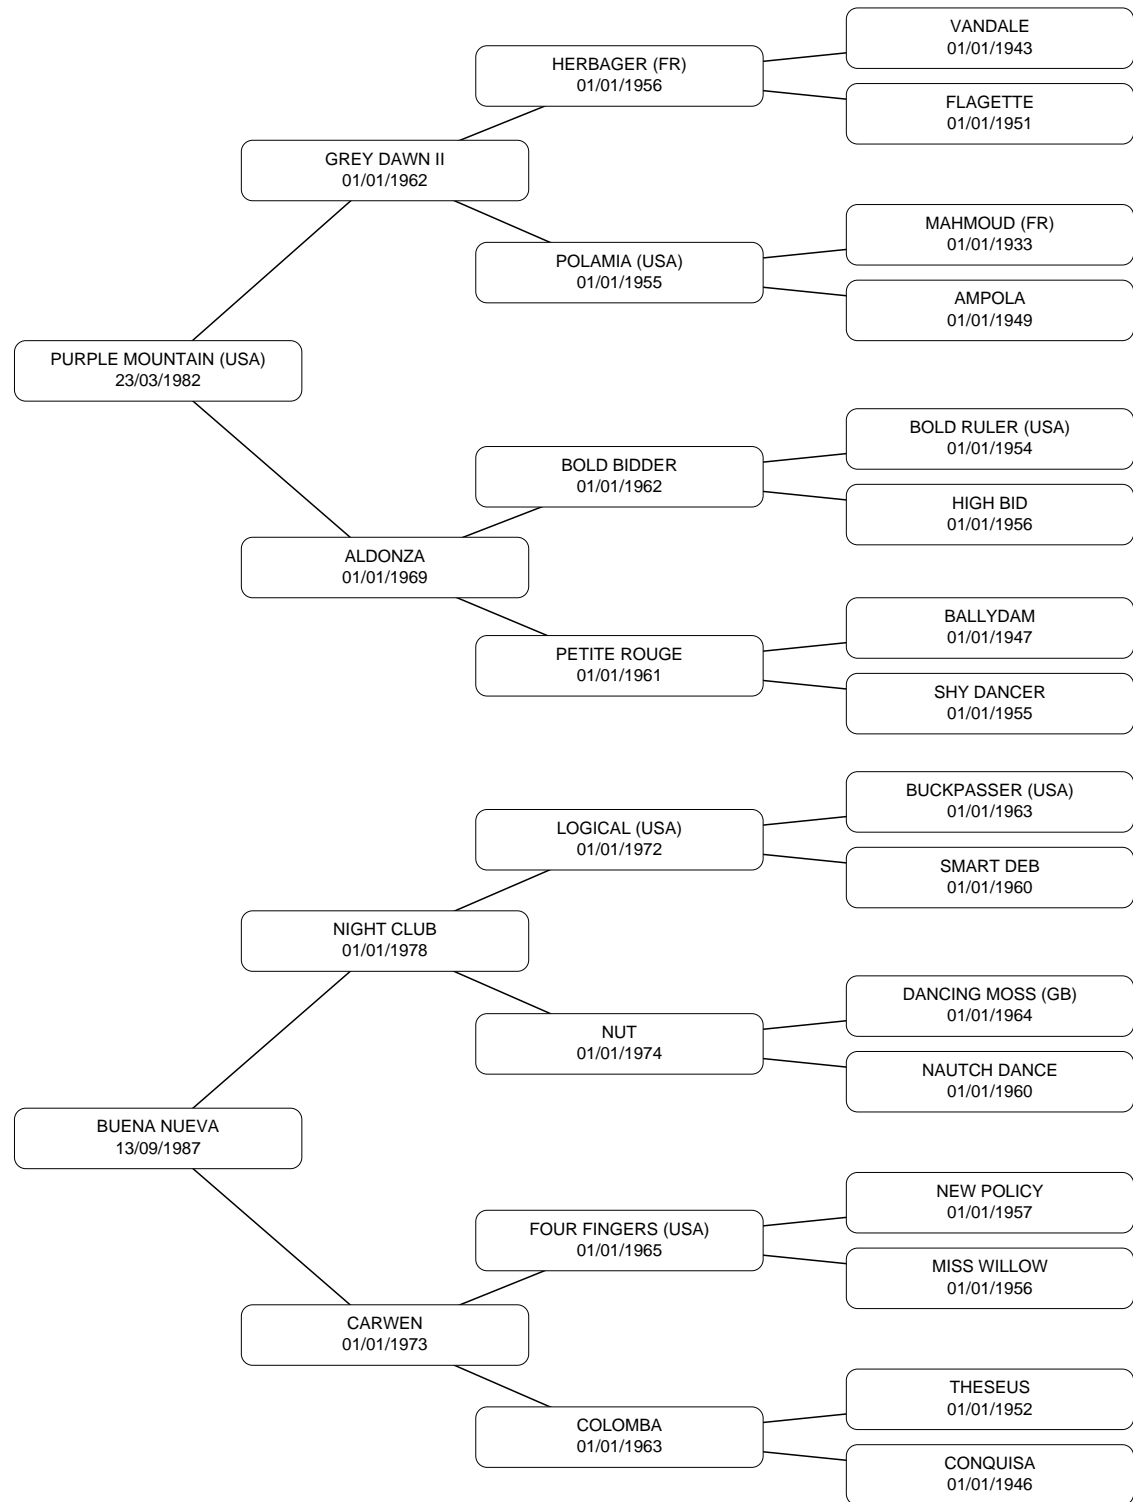 VANDALE
01/01/1943
HERBAGER (FR)
01/01/1956
FLAGETTE
01/01/1951
GREY DAWN II
01/01/1962
MAHMOUD (FR)
01/01/1933
POLAMIA (USA)
01/01/1955
AMPOLA
01/01/1949
PURPLE MOUNTAIN (USA)
23/03/1982
BOLD RULER (USA)
01/01/1954
BOLD BIDDER
01/01/1962
HIGH BID
01/01/1956
ALDONZA
01/01/1969
BALLYDAM
01/01/1947
PETITE ROUGE
01/01/1961
SHY DANCER
01/01/1955
BUCKPASSER (USA)
01/01/1963
LOGICAL (USA)
01/01/1972
SMART DEB
01/01/1960
NIGHT CLUB
01/01/1978
DANCING MOSS (GB)
01/01/1964
NUT
01/01/1974
NAUTCH DANCE
01/01/1960
BUENA NUEVA
13/09/1987
NEW POLICY
01/01/1957
FOUR FINGERS (USA)
01/01/1965
MISS WILLOW
01/01/1956
CARWEN
01/01/1973
THESEUS
01/01/1952
COLOMBA
01/01/1963
CONQUISA
01/01/1946